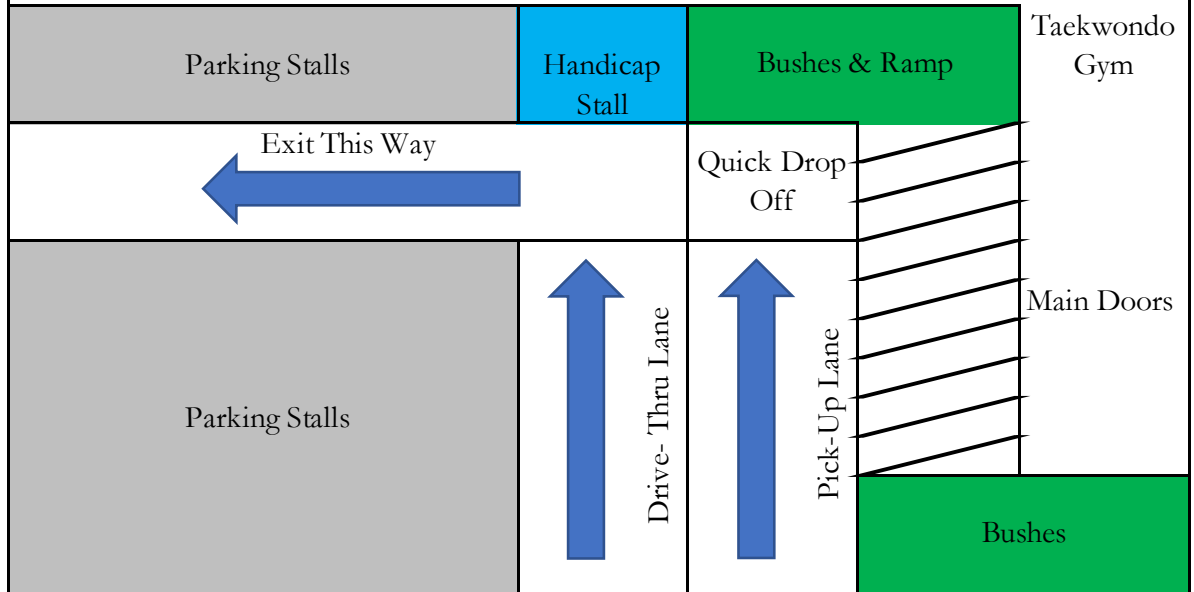 Parking Stalls
Handicap
Stall
Bushes & Ramp
Taekwondo
Gym
Exit This Way
Quick Drop
Off
Main Doors
Parking Stalls
Drive- Thru Lane
Pick-Up Lane
Bushes